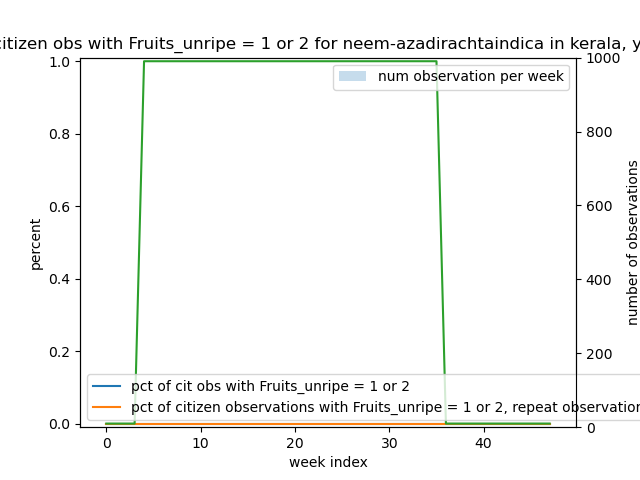 citizen obs with Fruits_unripe = 1 or 2 for neem-azadirachtaindica in kerala, y
num observation per week
1.0
0.8
0.6
0.4
0.2
0.0
percent
1000
800
600
400
200
0
number of observations
pct of cit obs with Fruits_unripe = 1 or 2
pct of citizen observations with Fruits_unripe = 1 or 2, repeat observation
0
10
20
30
40
week index